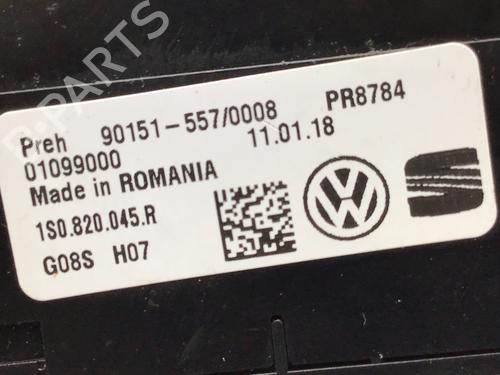 B-PARTS
Preh 90151-557/0008 PR8784
01099000 11.01.18
Made in ROMANIA
1S0.820.045.R
G08S H07